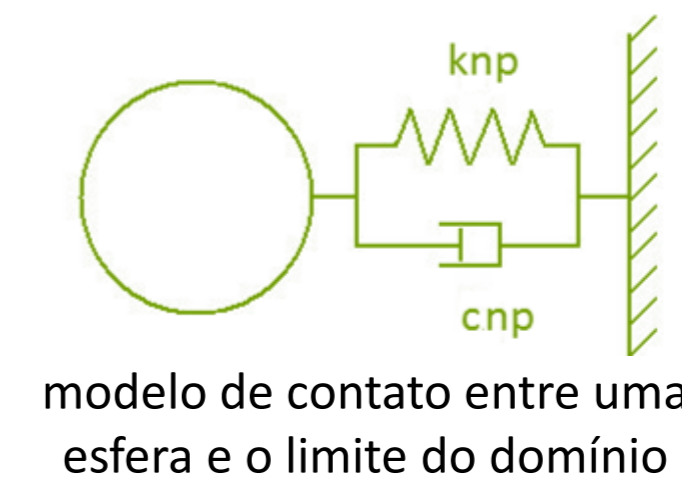 knp
cnp
modelo de contato entre uma
esfera e o limite do domínio